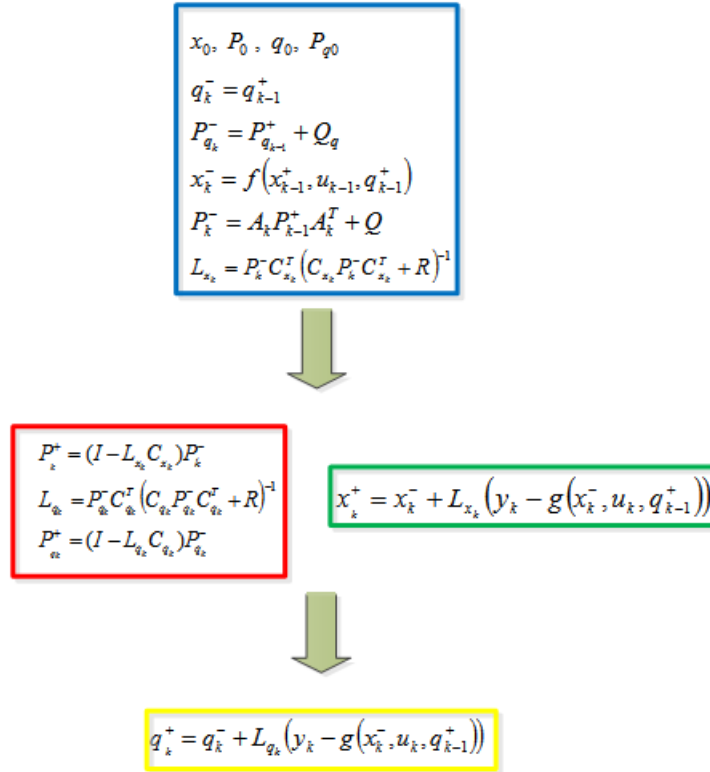 x₀, P₀, q₀, P_{q0}
q_k^- = q_{k-1}^+
P_{q_k}^- = P_{q_{k-1}}^+ + Q_q
x_k^- = f(x_{k-1}^+, u_{k-1}, q_{k-1}^+)
P_k^- = A_k P_{k-1}^+ A_k^T + Q
L_{x_k} = P_k^- C_{x_k}^T (C_{x_k} P_k^- C_{x_k}^T + R)^{-1}
P_k^+ = (I - L_{x_k} C_{x_k}) P_k^-
L_{q_k} = P_{q_k}^- C_{q_k}^T (C_{q_k} P_{q_k}^- C_{q_k}^T + R)^{-1}
P_{q_k}^+ = (I - L_{q_k} C_{q_k}) P_{q_k}^-
x_k^+ = x_k^- + L_{x_k} (y_k - g(x_k^-, u_k, q_{k-1}^+))
q_k^+ = q_k^- + L_{q_k} (y_k - g(x_k^-, u_k, q_{k-1}^+))